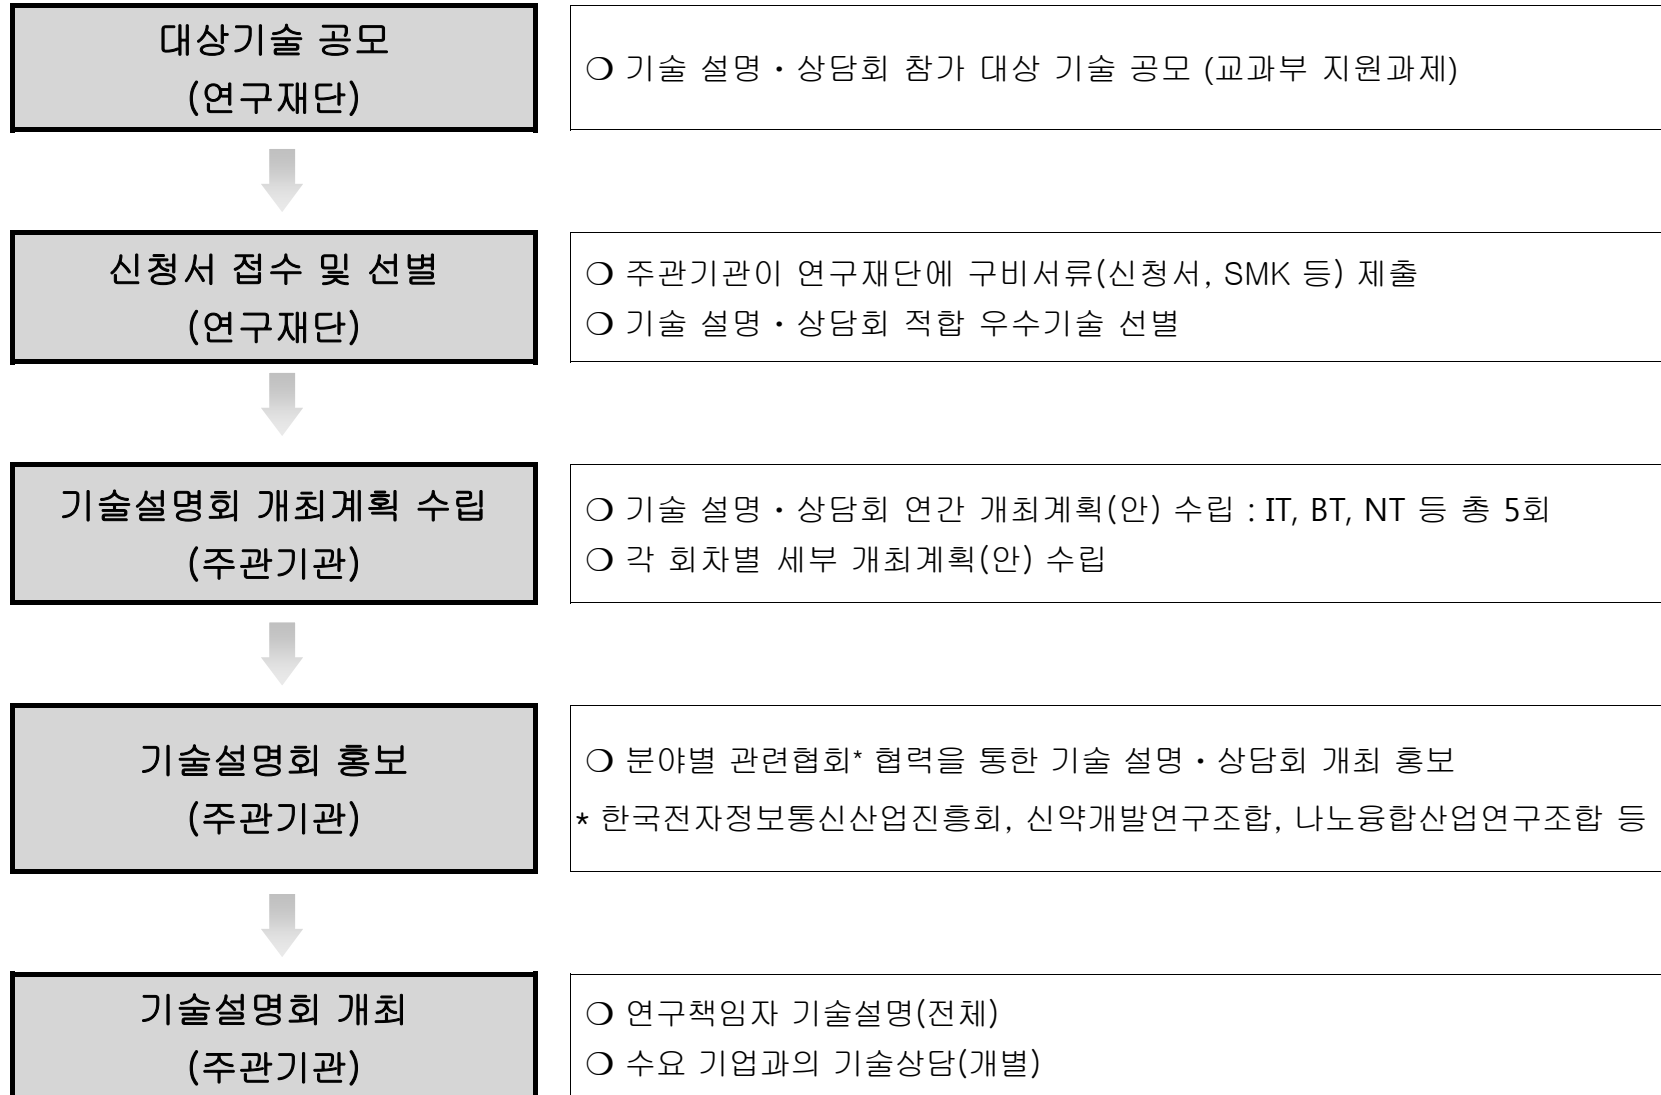 대상기술 공모
(연구재단)
❍ 기술 설명・상담회 참가 대상 기술 공모 (교과부 지원과제)
신청서 접수 및 선별
(연구재단)
❍ 주관기관이 연구재단에 구비서류(신청서, SMK 등) 제출
❍ 기술 설명・상담회 적합 우수기술 선별
기술설명회 개최계획 수립
(주관기관)
❍ 기술 설명・상담회 연간 개최계획(안) 수립 : IT, BT, NT 등 총 5회
❍ 각 회차별 세부 개최계획(안) 수립
기술설명회 홍보
(주관기관)
❍ 분야별 관련협회* 협력을 통한 기술 설명・상담회 개최 홍보
* 한국전자정보통신산업진흥회, 신약개발연구조합, 나노융합산업연구조합 등
기술설명회 개최
(주관기관)
❍ 연구책임자 기술설명(전체)
❍ 수요 기업과의 기술상담(개별)